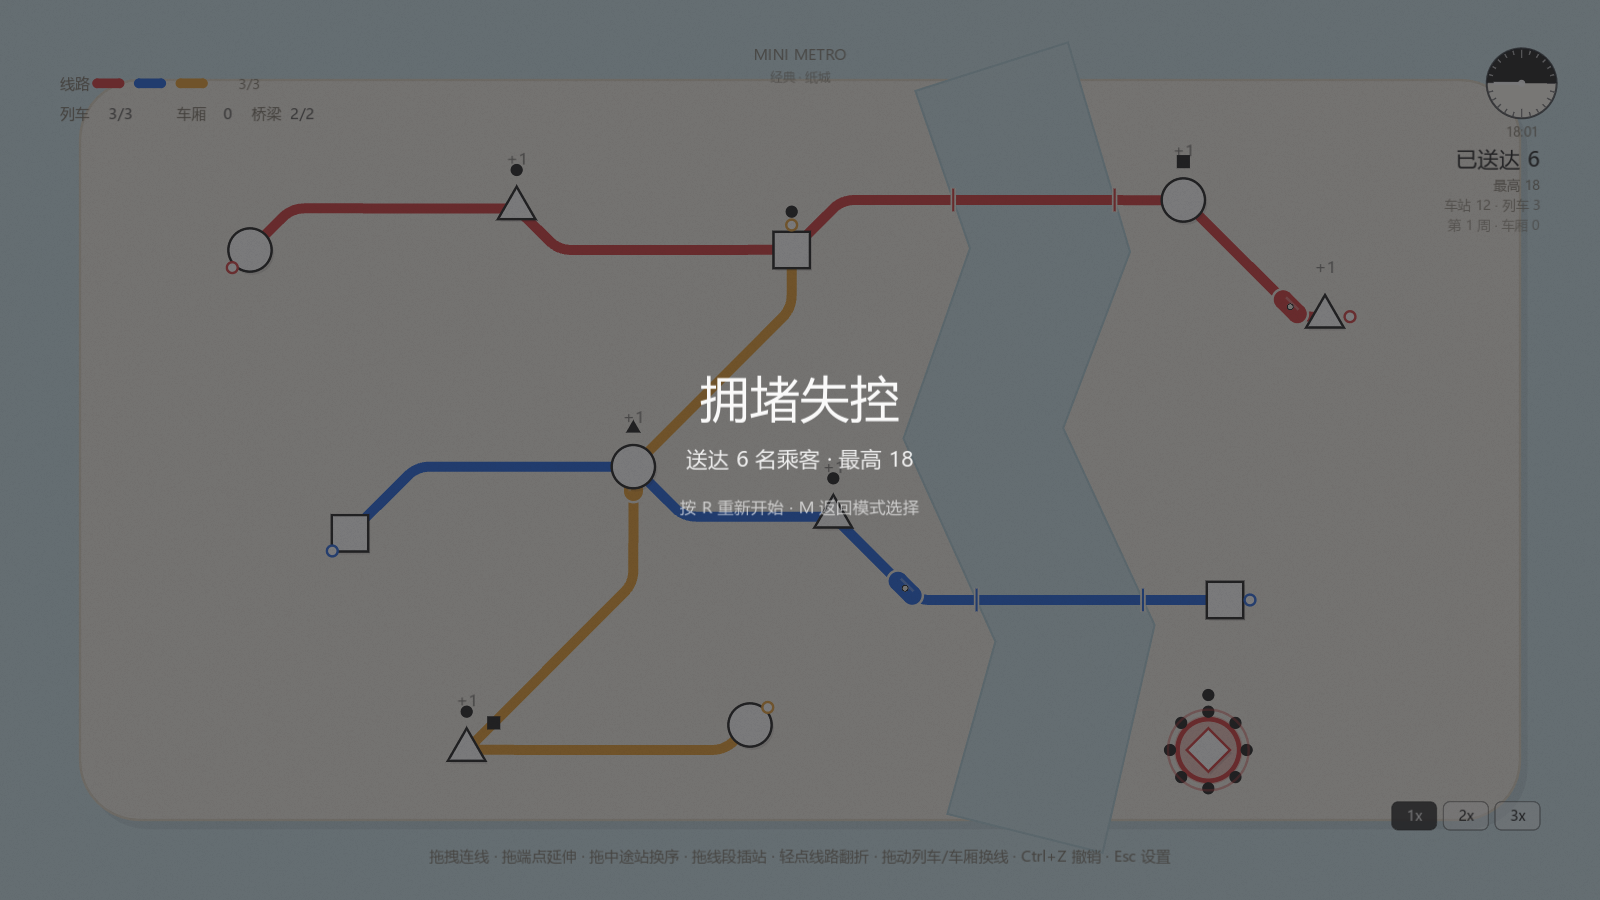 MINI METRO
经典 · 纸城
线路 3/3
列车 3/3 车厢 0 桥梁 2/2
18:01
已送达 6
最高 18
车站 12 · 列车 3
第 1 周 · 车厢 0
+1
+1
+1
+1
拥堵失控
送达 6 名乘客 · 最高 18
按 R 重新开始 · M 返回模式选择
+1
1x 2x 3x
拖拽连线 · 拖端点延伸 · 拖中途站换序 · 拖线段插站 · 轻点线路翻折 · 拖动列车/车厢换线 · Ctrl+Z 撤销 · Esc 设置